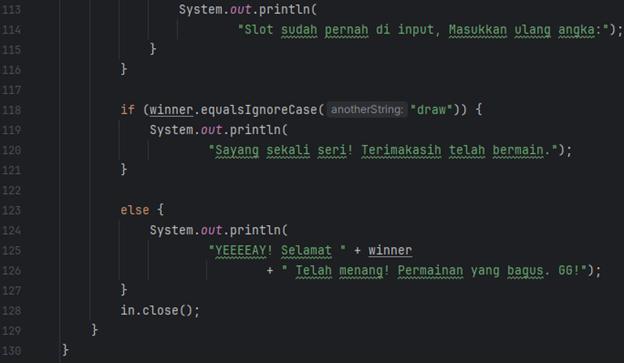 113 System.out.println(
114 "Slot sudah pernah di input, Masukkan ulang angka:");
115 }
116 }
117
118 if (winner.equalsIgnoreCase( anotherString: "draw")) {
119 System.out.println(
120 "Sayang sekali seri! Terimakasih telah bermain.");
121 }
122
123 else {
124 System.out.println(
125 "YEEEEAY! Selamat " + winner
126 + " Telah menang! Permainan yang bagus. GG!");
127 }
128 in.close();
129 }
130 }